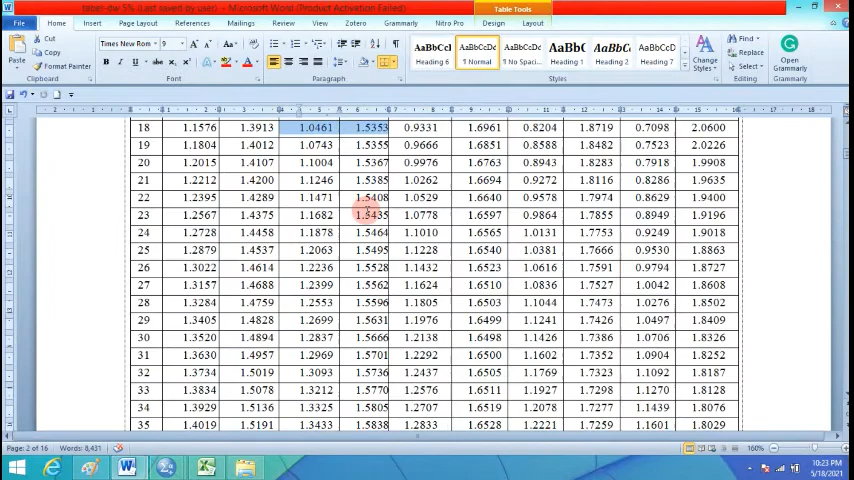 tabel-dw 5% (Last saved by user) - Microsoft Word (Product Activation Failed)
Table Tools
File Home Insert Page Layout References Mailings Review View Zotero Grammarly Nitro Pro Design Layout
Cut
Copy
Format Painter
Paste
Clipboard
Times New Rom 9
Font
Paragraph
AaBbCcI AaBbCcDc AaBbCcDc AaBbC AaBbCc AaBbCcD
Heading 6 ¶ Normal ¶ No Spaci... Heading 1 Heading 2 Heading 7
Change Styles
Styles
Find
Replace
Select
Editing
Open Grammarly
Grammarly
18 1.1576 1.3913 1.0461 1.5353 0.9331 1.6961 0.8204 1.8719 0.7098 2.0600
19 1.1804 1.4012 1.0743 1.5355 0.9666 1.6851 0.8588 1.8482 0.7523 2.0226
20 1.2015 1.4107 1.1004 1.5367 0.9976 1.6763 0.8943 1.8283 0.7918 1.9908
21 1.2212 1.4200 1.1246 1.5385 1.0262 1.6694 0.9272 1.8116 0.8286 1.9635
22 1.2395 1.4289 1.1471 1.5408 1.0529 1.6640 0.9578 1.7974 0.8629 1.9400
23 1.2567 1.4375 1.1682 1.5435 1.0778 1.6597 0.9864 1.7855 0.8949 1.9196
24 1.2728 1.4458 1.1878 1.5464 1.1010 1.6565 1.0131 1.7753 0.9249 1.9018
25 1.2879 1.4537 1.2063 1.5495 1.1228 1.6540 1.0381 1.7666 0.9530 1.8863
26 1.3022 1.4614 1.2236 1.5528 1.1432 1.6523 1.0616 1.7591 0.9794 1.8727
27 1.3157 1.4688 1.2399 1.5562 1.1624 1.6510 1.0836 1.7527 1.0042 1.8608
28 1.3284 1.4759 1.2553 1.5596 1.1805 1.6503 1.1044 1.7473 1.0276 1.8502
29 1.3405 1.4828 1.2699 1.5631 1.1976 1.6499 1.1241 1.7426 1.0497 1.8409
30 1.3520 1.4894 1.2837 1.5666 1.2138 1.6498 1.1426 1.7386 1.0706 1.8326
31 1.3630 1.4957 1.2969 1.5701 1.2292 1.6500 1.1602 1.7352 1.0904 1.8252
32 1.3734 1.5019 1.3093 1.5736 1.2437 1.6505 1.1769 1.7323 1.1092 1.8187
33 1.3834 1.5078 1.3212 1.5770 1.2576 1.6511 1.1927 1.7298 1.1270 1.8128
34 1.3929 1.5136 1.3325 1.5805 1.2707 1.6519 1.2078 1.7277 1.1439 1.8076
35 1.4019 1.5191 1.3433 1.5838 1.2833 1.6528 1.2221 1.7259 1.1601 1.8029
Page: 2 of 16 Words: 8,431
160%
10:23 PM
5/18/2021